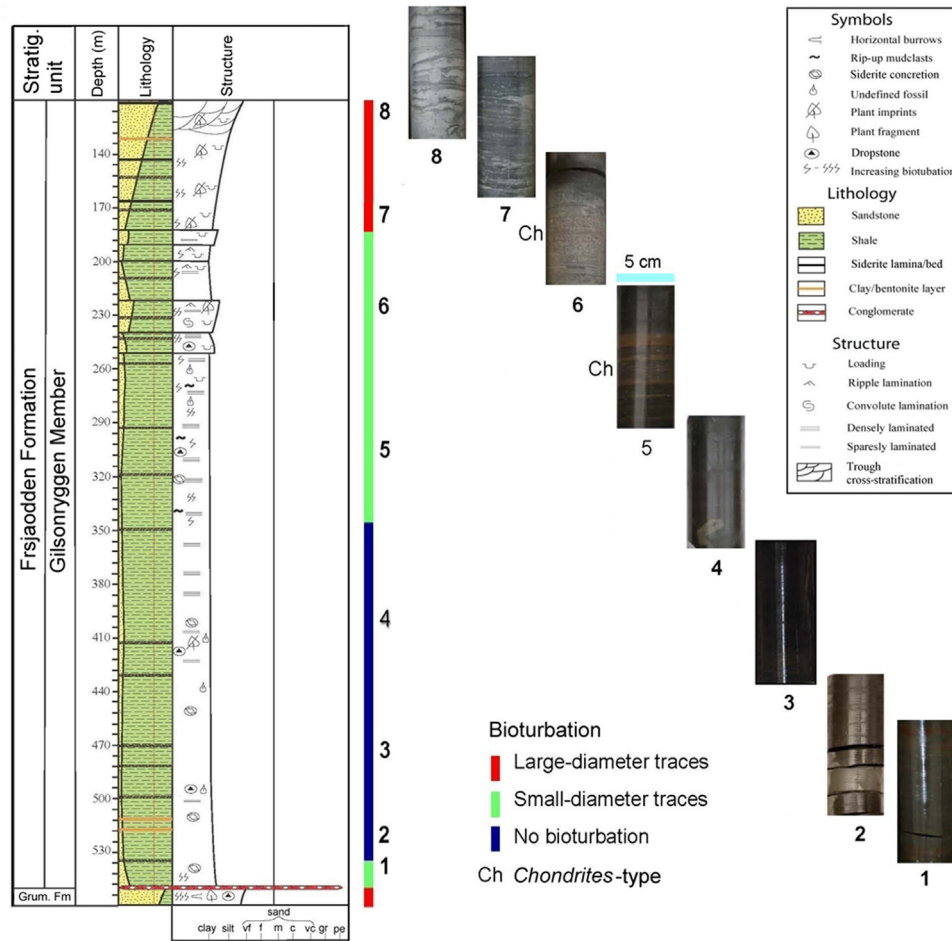 Stratig. unit
Depth (m)
Lithology
Structure
140
170
200
230
260
290
320
350
380
410
440
470
500
530
Frsjaodden Formation
Gilsonryggen Member
Grum. Fm
clay silt vf f m c vc gr pe
sand
8
7
6
5
4
3
2
1
8
7
Ch
6
5 cm
Ch
5
4
3
2
1
Bioturbation
Large-diameter traces
Small-diameter traces
No bioturbation
Ch Chondrites-type
Symbols
Horizontal burrows
Rip-up mudclasts
Siderite concretion
Undefined fossil
Plant imprints
Plant fragment
Dropstone
Increasing biotubation
Lithology
Sandstone
Shale
Siderite lamina/bed
Clay/bentonite layer
Conglomerate
Structure
Loading
Ripple lamination
Convolute lamination
Densely laminated
Sparesly laminated
Trough
cross-stratification